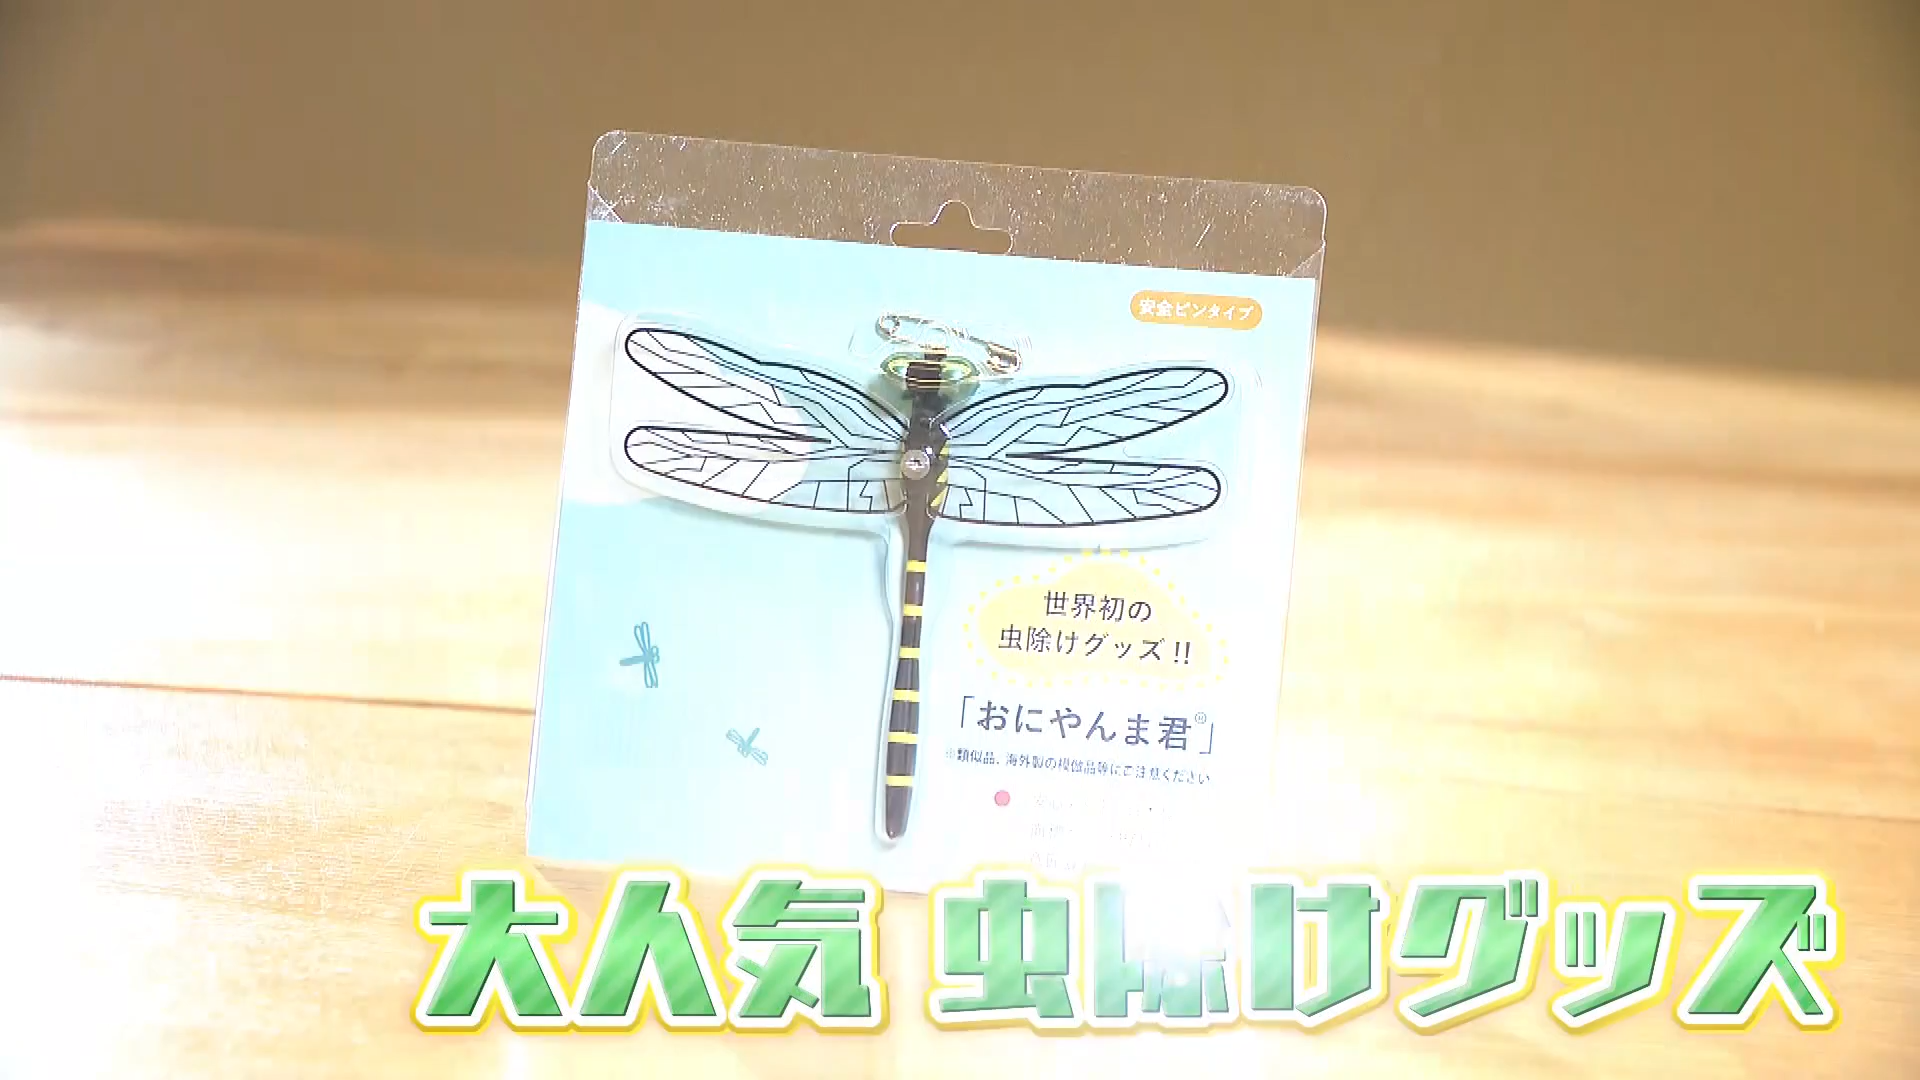 安全ピンタイプ
世界初の
虫除けグッズ!!
「おにやんま君®」
※類似品、海外製の模倣品等にご注意ください
大人気 虫除けグッズ